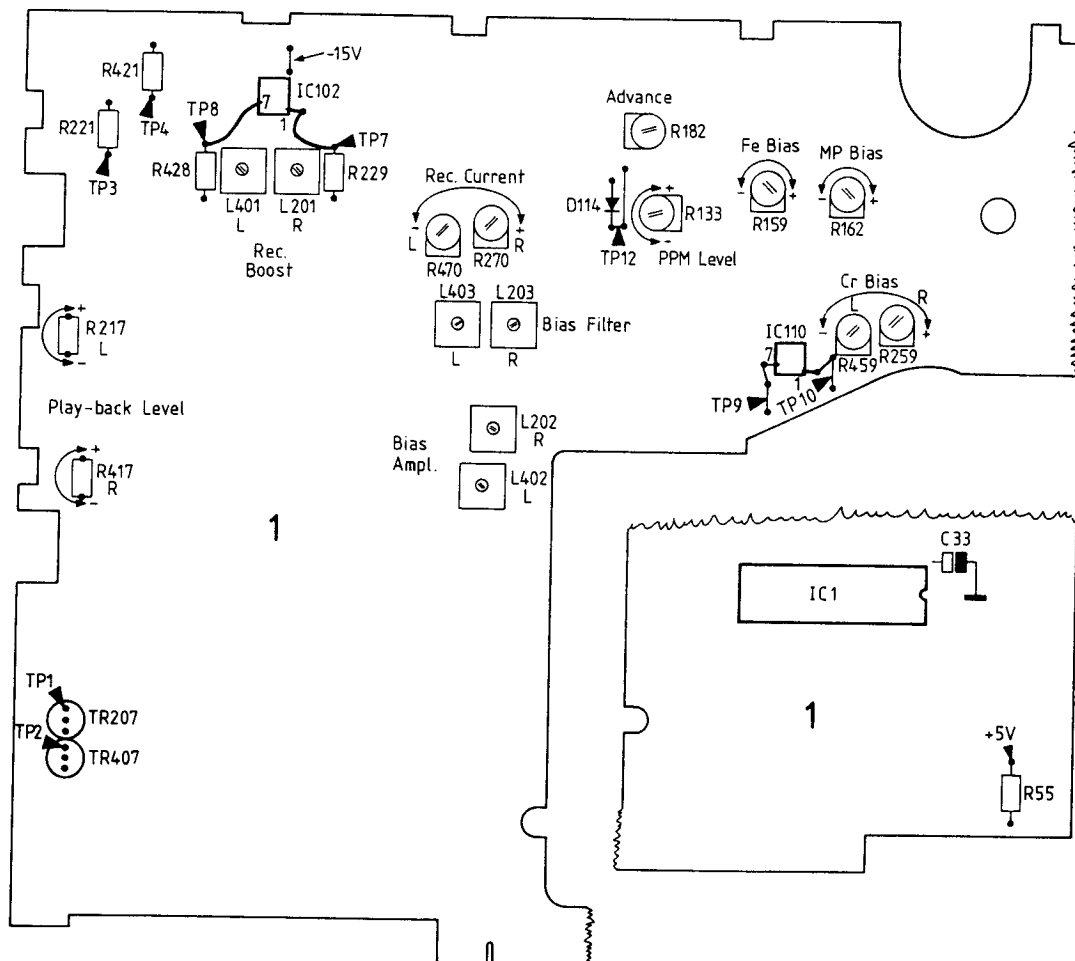 -15V
R421
IC102
7
1
TP8
TP4
R221
TP3
TP7
R428
R229
L401
L
L201
R
Rec.
Boost
Advance
R182
Fe Bias
MP Bias
- +
- +
R159
R162
Rec. Current
- +
L R
R470
R270
D114
+
R133
-
TP12
PPM Level
L403
L203
Bias Filter
L
R
Cr Bias
L
R
- +
IC110
7
1
R459
R259
TP9
TP10
+
R217
L
-
Play-back Level
+
R417
R
-
Bias
Ampl.
L202
R
L402
L
1
C33
IC1
1
TP1
TR207
TP2
TR407
+5V
R55